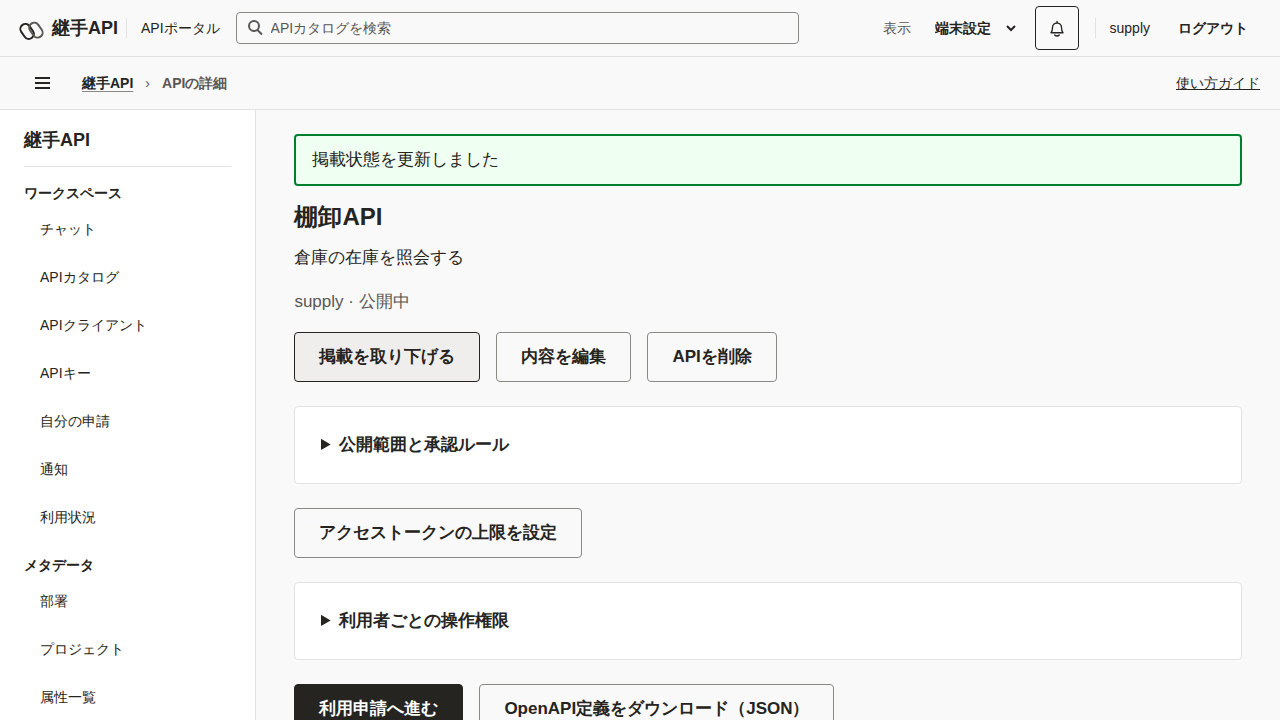 継手API
APIポータル
APIカタログを検索
表示
端末設定
supply
ログアウト
継手API › APIの詳細
使い方ガイド
継手API
ワークスペース
チャット
APIカタログ
APIクライアント
APIキー
自分の申請
通知
利用状況
メタデータ
部署
プロジェクト
属性一覧
掲載状態を更新しました
棚卸API
倉庫の在庫を照会する
supply · 公開中
掲載を取り下げる
内容を編集
APIを削除
公開範囲と承認ルール
アクセストークンの上限を設定
利用者ごとの操作権限
利用申請へ進む
OpenAPI定義をダウンロード（JSON）